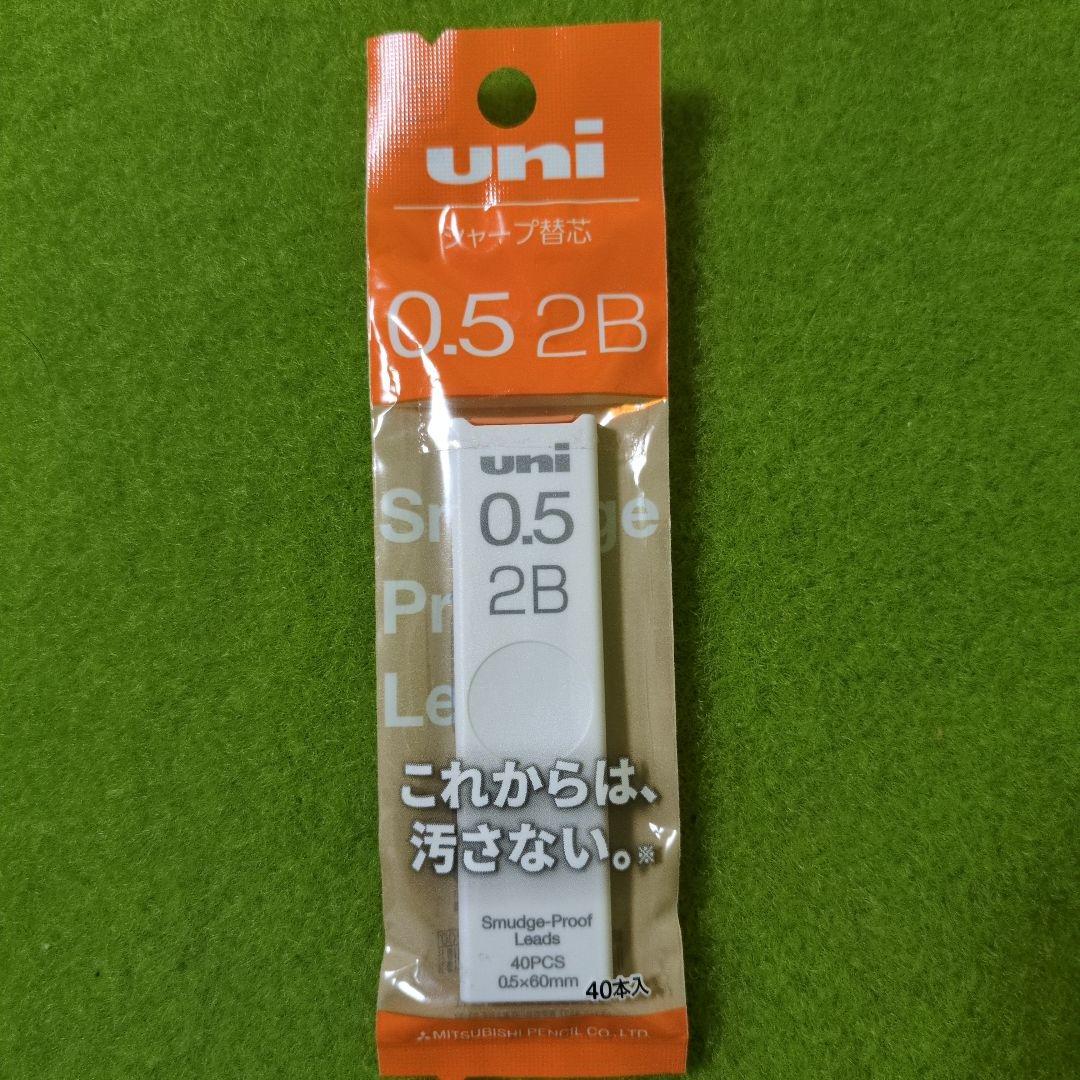 uni
シャープ替芯
0.5 2B
uni
0.5
2B
これからは、
汚さない。※
Smudge-Proof
Leads
40PCS
0.5×60mm
40本入
MITSUBISHI PENCIL CO., LTD.